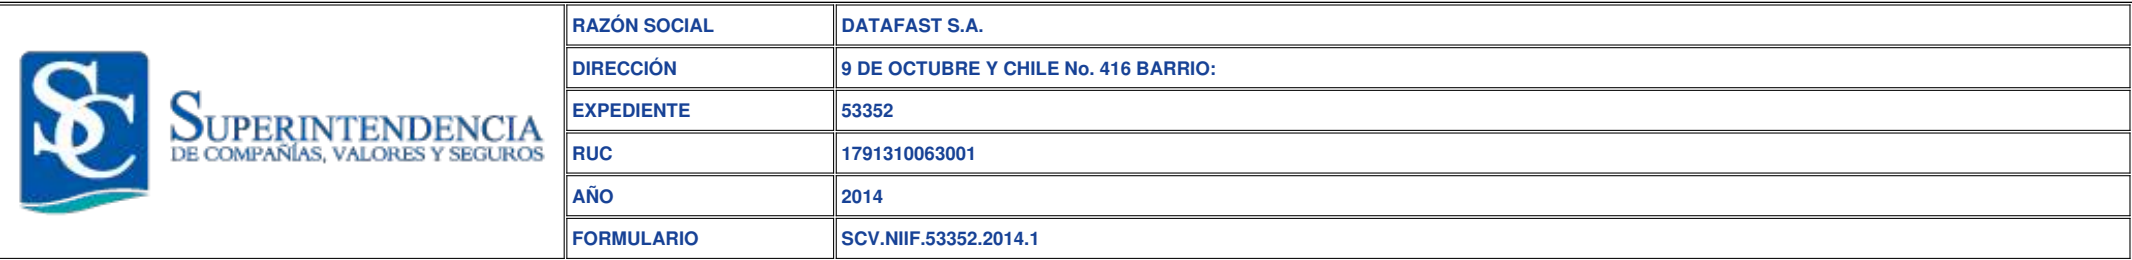 SC
SUPERINTENDENCIA
DE COMPAÑÍAS, VALORES Y SEGUROS
RAZÓN SOCIAL DATAFAST S.A.
DIRECCIÓN 9 DE OCTUBRE Y CHILE No. 416 BARRIO:
EXPEDIENTE 53352
RUC 1791310063001
AÑO 2014
FORMULARIO SCV.NIIF.53352.2014.1